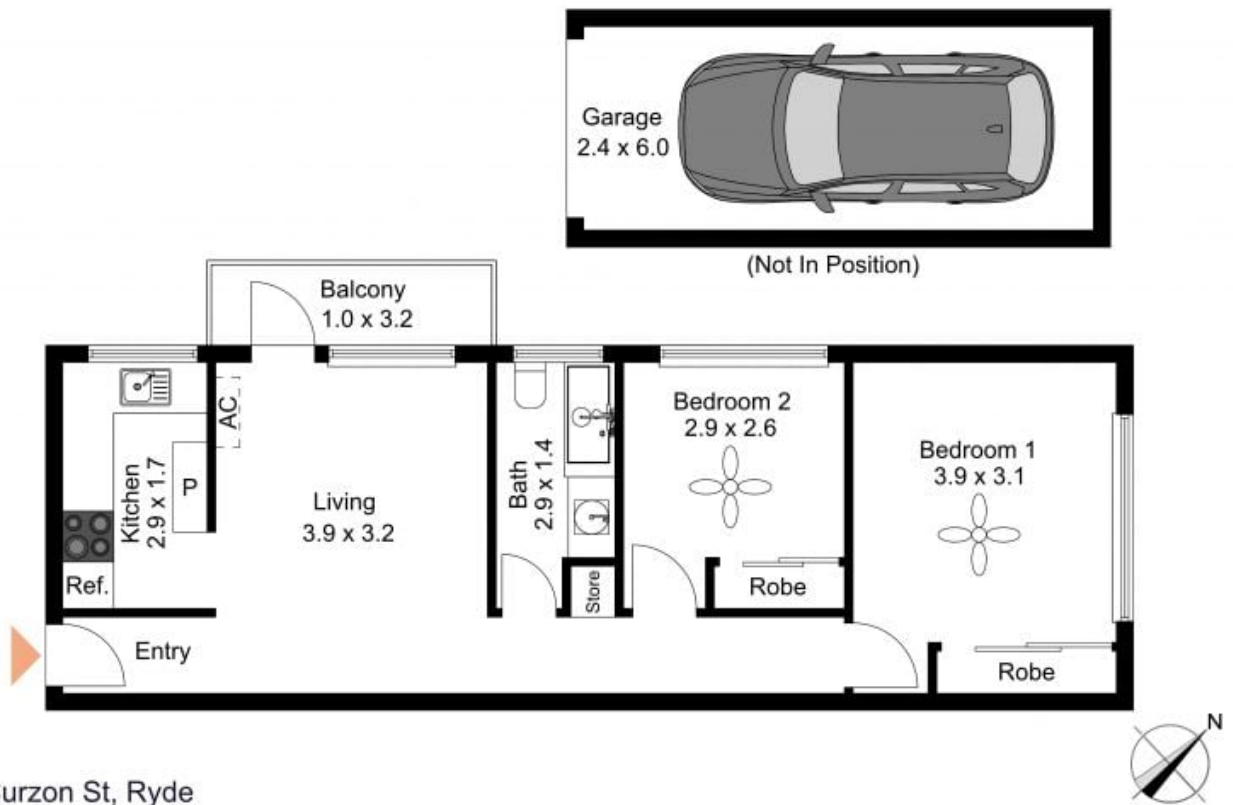 Garage
2.4 x 6.0
(Not In Position)
Balcony
1.0 x 3.2
AC
Kitchen
2.9 x 1.7
P
Ref.
Living
3.9 x 3.2
Bath
2.9 x 1.4
Store
Bedroom 2
2.9 x 2.6
Robe
Bedroom 1
3.9 x 3.1
Robe
Entry
N
St, Ryde